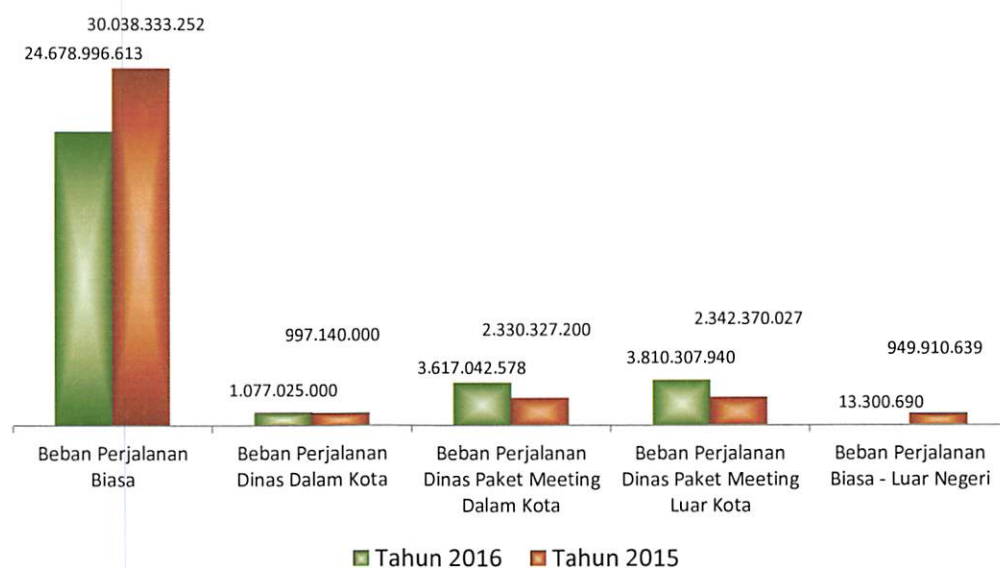 30.038.333.252
24.678.996.613
997.140.000
1.077.025.000
2.330.327.200
3.617.042.578
2.342.370.027
3.810.307.940
949.910.639
13.300.690
Beban Perjalanan
Biasa
Beban Perjalanan
Dinas Dalam Kota
Beban Perjalanan
Dinas Paket Meeting
Dalam Kota
Beban Perjalanan
Dinas Paket Meeting
Luar Kota
Beban Perjalanan
Biasa - Luar Negeri
Tahun 2016
Tahun 2015